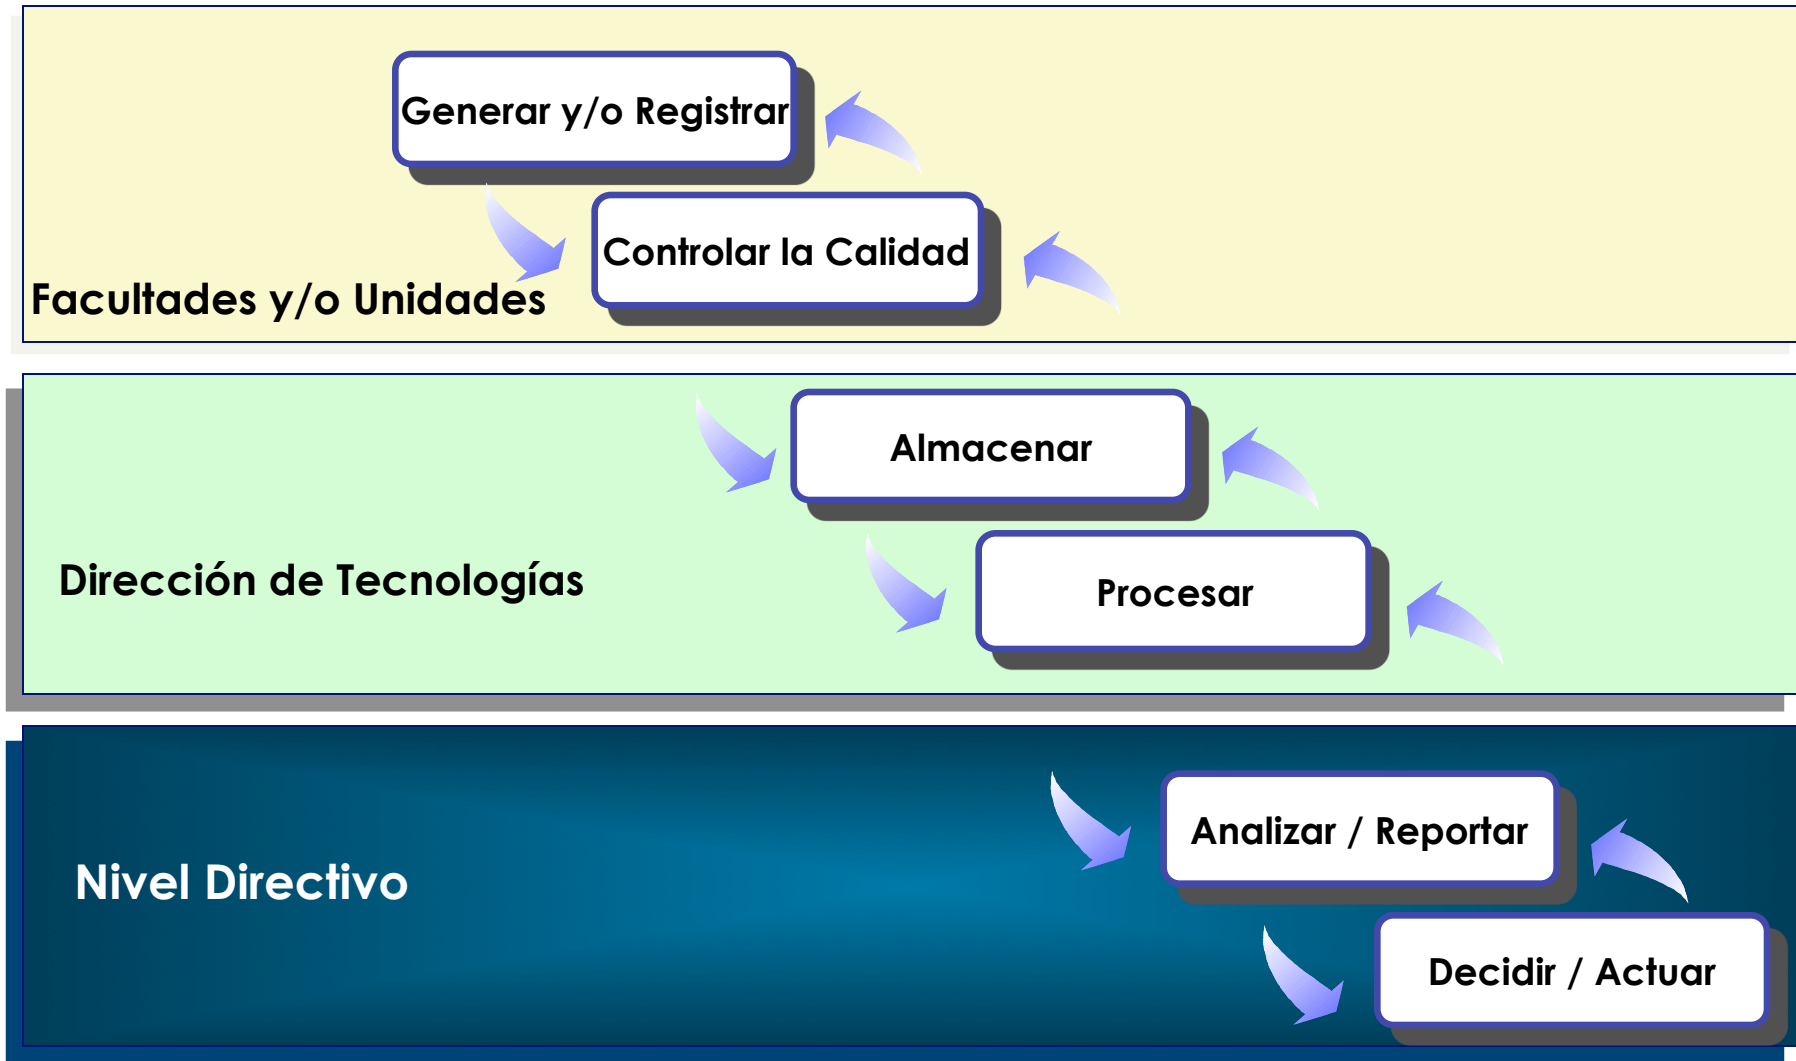 Generar y/o Registrar
Controlar la Calidad
Facultades y/o Unidades
Almacenar
Dirección de Tecnologías
Procesar
Analizar / Reportar
Nivel Directivo
Decidir / Actuar